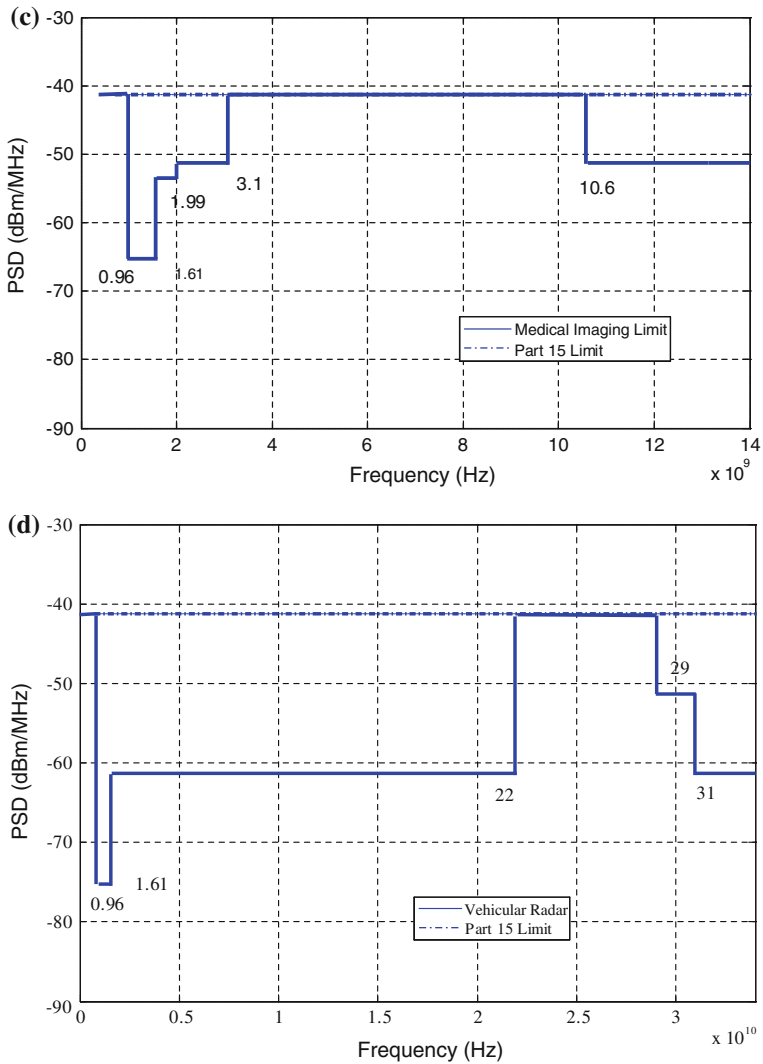 (c)
-30
-40
-50
-60
-70
-80
-90
PSD (dBm/MHz)
3.1
10.6
1.99
0.96
1.61
Medical Imaging Limit
Part 15 Limit
0 2 4 6 8 10 12 14
Frequency (Hz)
x 10⁹
(d)
-30
-40
-50
-60
-70
-80
-90
PSD (dBm/MHz)
29
22
31
1.61
0.96
Vehicular Radar
Part 15 Limit
0 0.5 1 1.5 2 2.5 3
x 10¹⁰
Frequency (Hz)